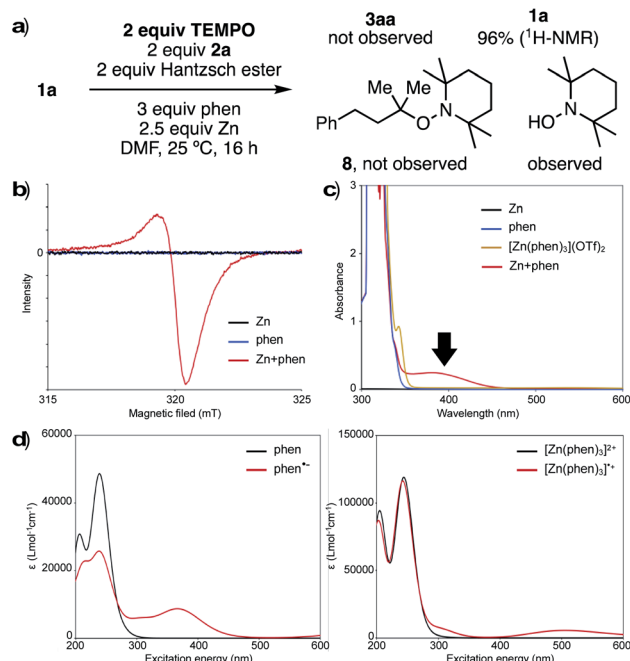 a)
2 equiv TEMPO
2 equiv 2a
2 equiv Hantzsch ester
1a
3 equiv phen
2.5 equiv Zn
DMF, 25 ºC, 16 h
3aa
not observed
1a
96% (¹H-NMR)
Me Me
Ph O N
HO N
8, not observed
observed
b)
0
Intensity
Zn
phen
Zn+phen
315 320 325
Magnetic filed (mT)
c)
3
2
1
0
Absorbance
Zn
phen
[Zn(phen)₃](OTf)₂
Zn+phen
300 400 500 600
Wavelength (nm)
d)
60000
40000
20000
0
ε (Lmol⁻¹cm⁻¹)
phen
phen•⁻
200 300 400 500 600
Excitation energy (nm)
150000
100000
50000
0
ε (Lmol⁻¹cm⁻¹)
[Zn(phen)₃]²⁺
[Zn(phen)₃]•⁺
200 300 400 500 600
Excitation energy (nm)